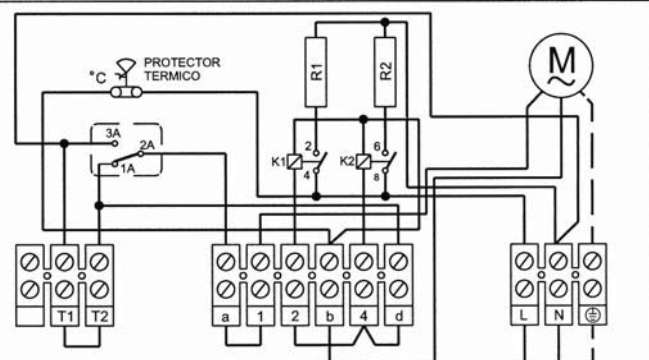 PROTECTOR
TERMICO
°C
R1
R2
M
~
3A
2A
1A
2
6
K1
K2
4
8
T1
T2
a
1
2
b
4
d
L
N